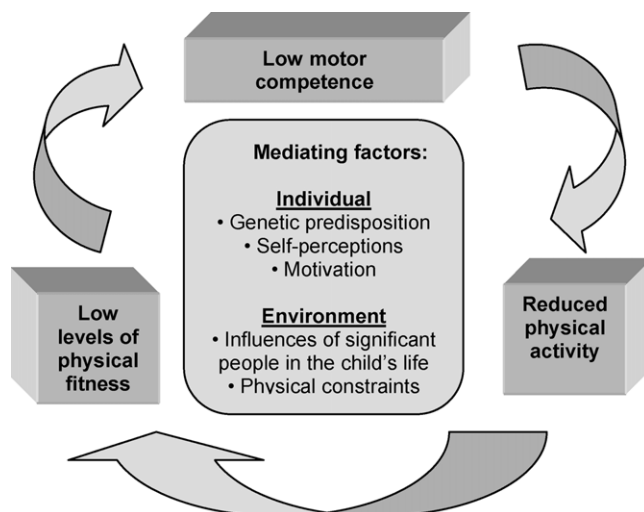 Low motor
competence
Mediating factors:
Individual
• Genetic predisposition
• Self-perceptions
• Motivation
Environment
• Influences of significant
people in the child's life
• Physical constraints
Low
levels of
physical
fitness
Reduced
physical
activity